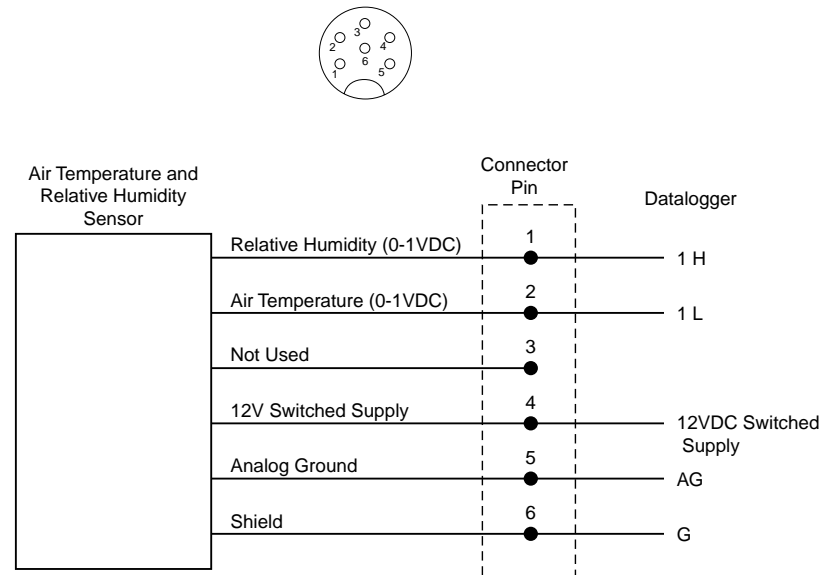 3
2 4
6
1 5
Air Temperature and
Relative Humidity
Sensor
Connector
Pin
Datalogger
Relative Humidity (0-1VDC) 1 1 H
Air Temperature (0-1VDC) 2 1 L
Not Used 3
12V Switched Supply 4 12VDC Switched
Supply
Analog Ground 5 AG
Shield 6 G